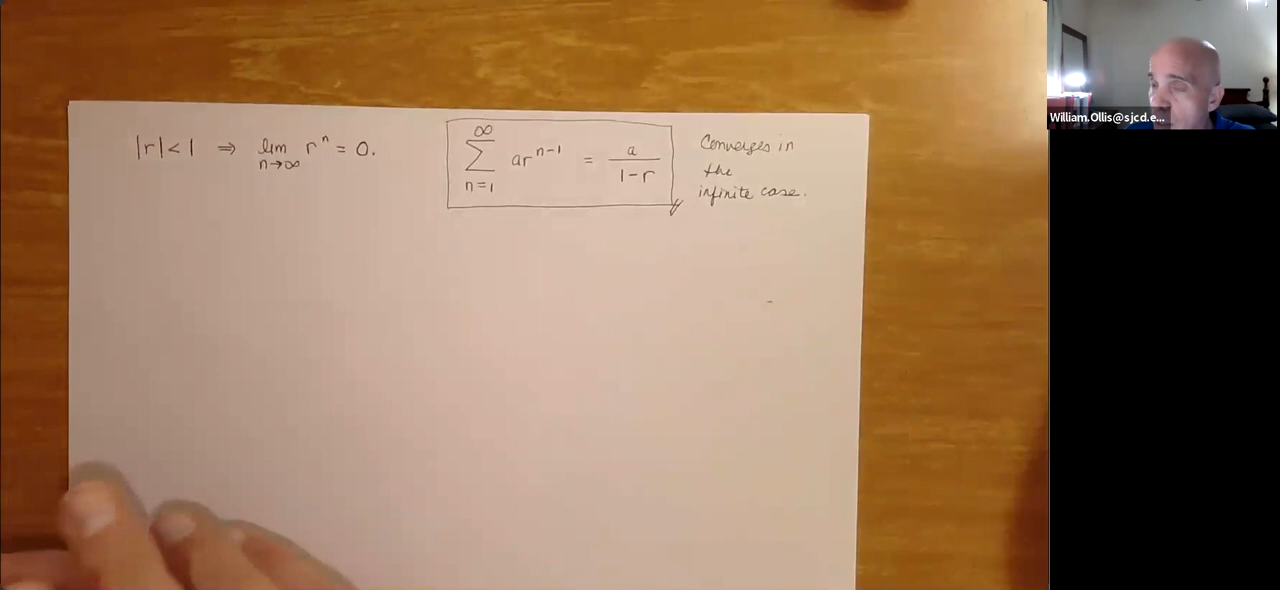 |r| < 1 ⇒ lim n→∞ r^n = 0.
∞ ∑ n=1 ar^{n-1} = a/(1-r)
Converges in
the
infinite case.
William.Ollis@sjcd.e...